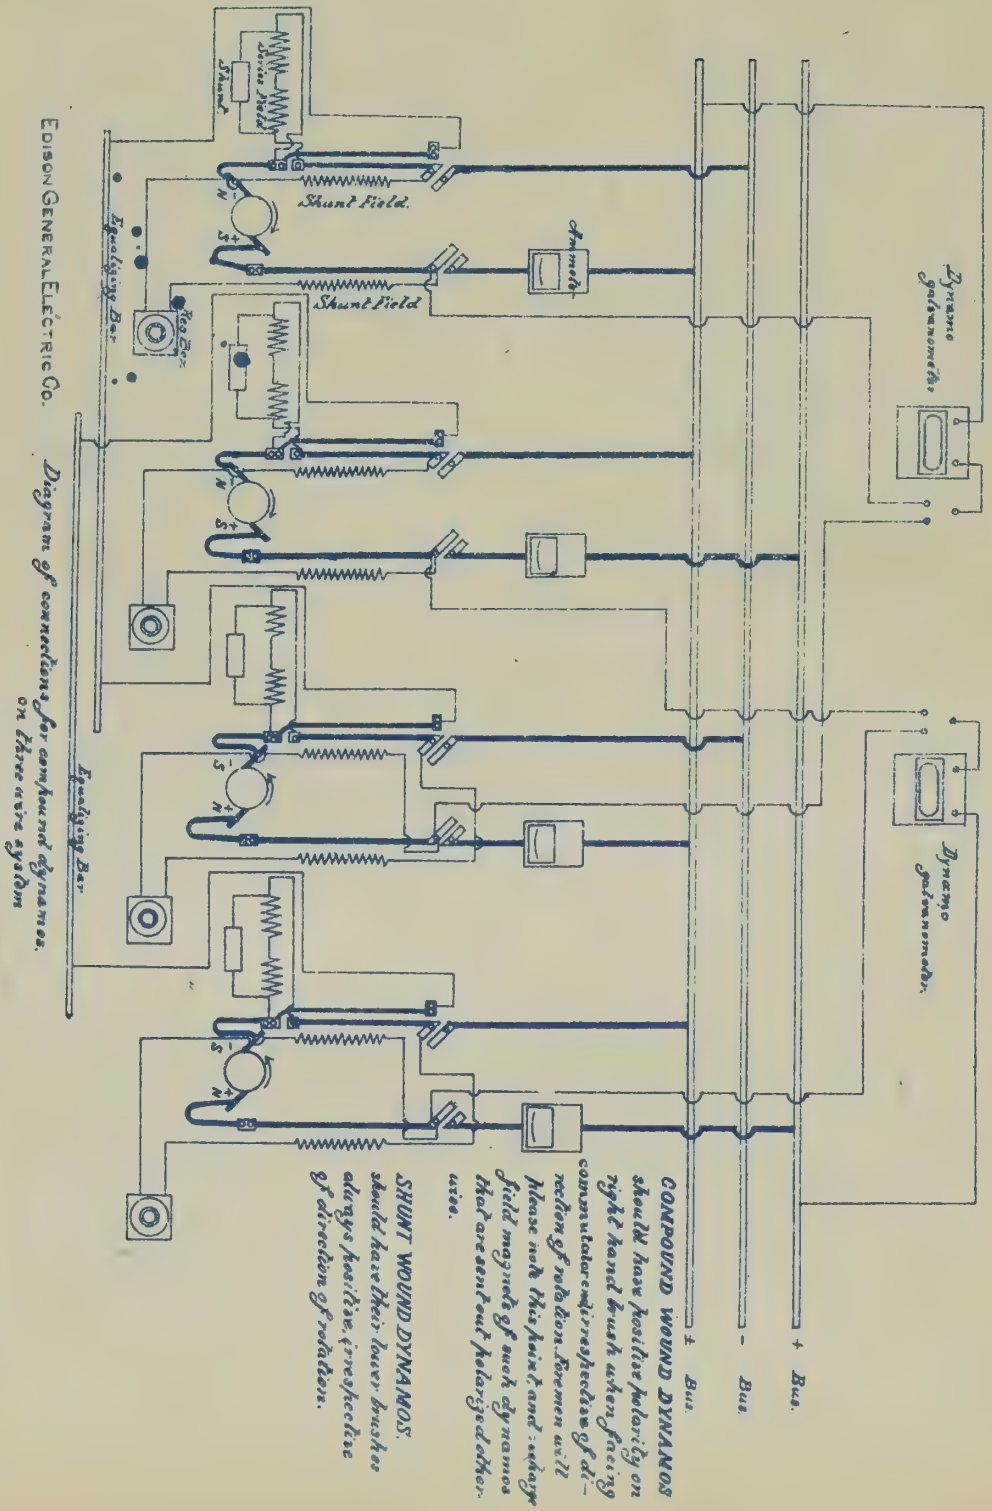 Dynamo
galvanometer
Dynamo
galvanometer.
+ Bus.
- Bus.
± Bus.
Series Field
Shunt.
Shunt Field.
Shunt Field
Reg Box
N
-
S
+
N
-
S
+
S
-
N
+
S
-
N
+
Equalizing Bar
Equalizing Bar
COMPOUND WOUND DYNAMOS
should have positive polarity on
right hand brush when facing
commutator end irrespective of di-
rection of rotation. Foremen will
please note this point, and recharge
field magnets of such dynamos
that are sent out polarized other-
wise.
SHUNT WOUND DYNAMOS.
should have their lower brushes
always positive, irrespective
of direction of rotation.
EDISON GENERAL ELECTRIC CO.
Diagram of connections for compound dynamos.
on three wire system